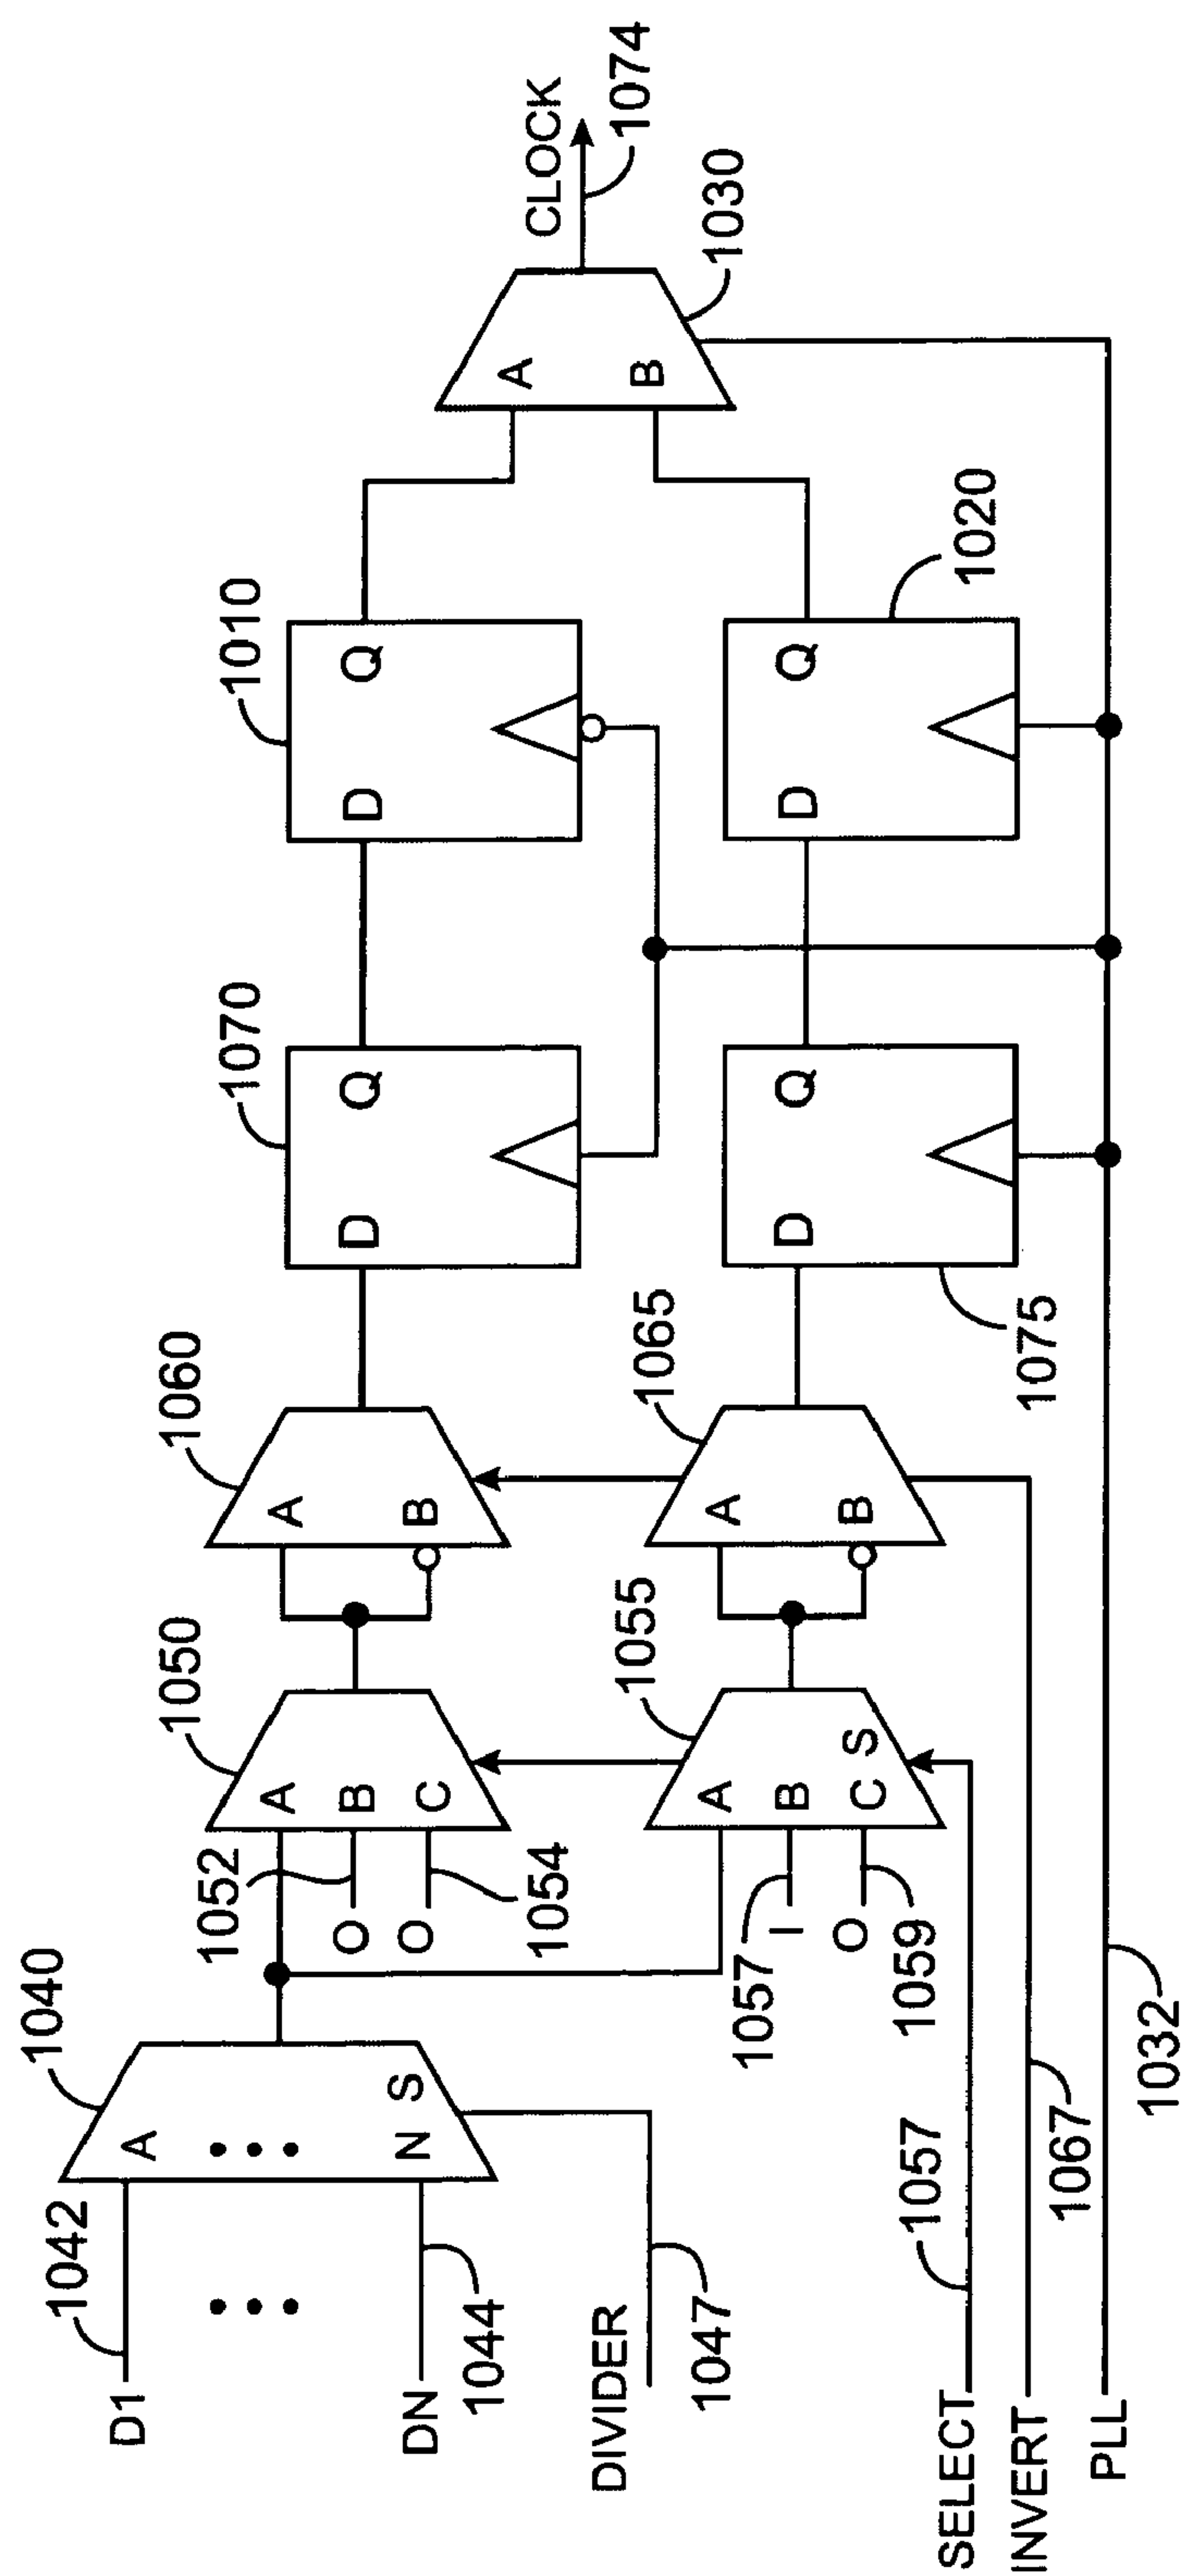 D1
1042
DN
1044
DIVIDER
1047
A
N S
1040
SELECT
1057
INVERT
1067
PLL
1032
O
1052
O
1054
A
B
C
1050
I
1057
O
1059
A
B
C S
1055
A
B
1060
A
B
1065
D Q
1070
D Q
1075
D Q
1010
D Q
1020
A
B
1030
CLOCK
1074